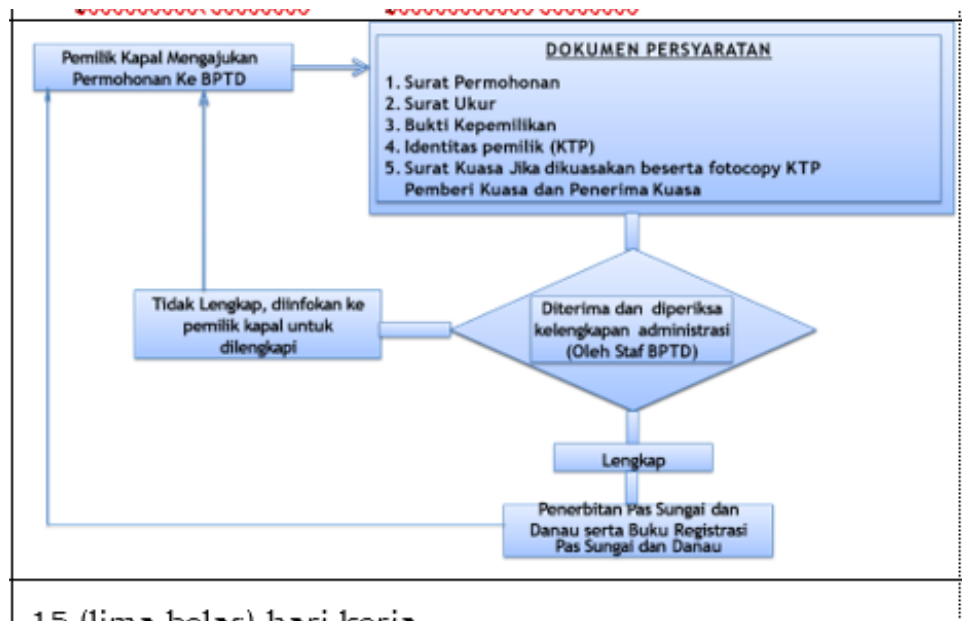 Pemilik Kapal Mengajukan
Permohonan Ke BPTD
DOKUMEN PERSYARATAN
1. Surat Permohonan
2. Surat Ukur
3. Bukti Kepemilikan
4. Identitas pemilik (KTP)
5. Surat Kuasa Jika dikuasakan beserta fotocopy KTP
Pemberi Kuasa dan Penerima Kuasa
Tidak Lengkap, diinfokan ke
pemilik kapal untuk
dilengkapi
Diterima dan diperiksa
kelengkapan administrasi
(Oleh Staf BPTD)
Lengkap
Penerbitan Pas Sungai dan
Danau serta Buku Registrasi
Pas Sungai dan Danau
15 (lima belas) hari kerja